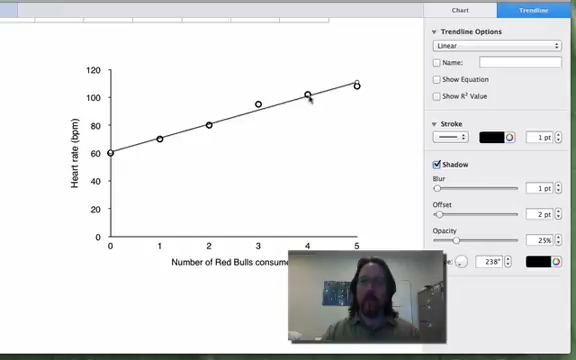 Chart
Trendline
Trendline Options
Linear
Name:
Show Equation
Show R² Value
Stroke
1 pt
Shadow
Blur
1 pt
Offset
2 pt
Opacity
25%
238°
Heart rate (bpm)
120
100
80
60
40
20
0
0 1 2 3 4 5
Number of Red Bulls consume